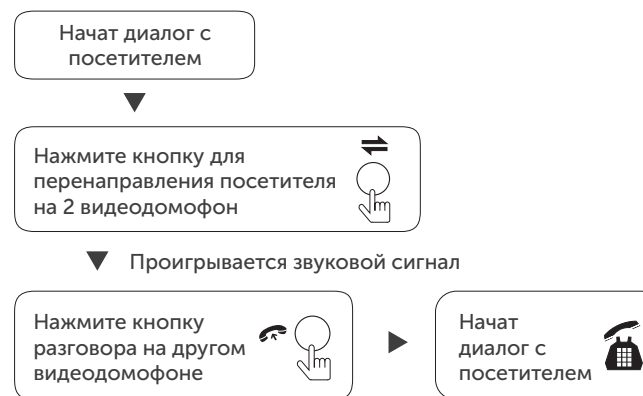 Начат диалог с
посетителем
Нажмите кнопку для
перенаправления посетителя
на 2 видеодомофон
Проигрывается звуковой сигнал
Нажмите кнопку
разговора на другом
видеодомофоне
Начат
диалог с
посетителем